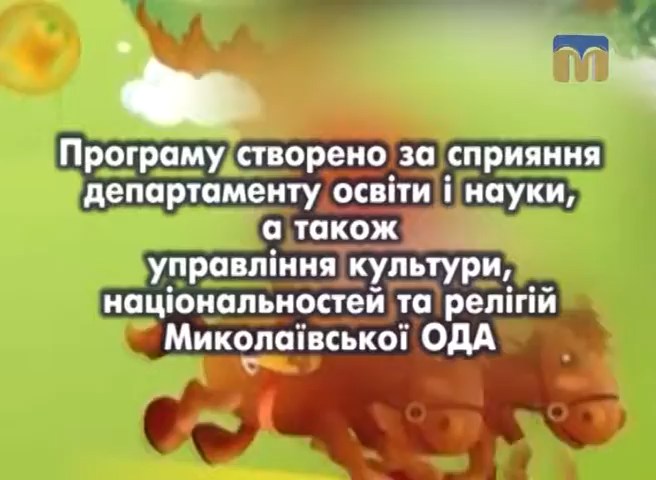 Програму створено за сприяння
департаменту освіти і науки,
а також
управління культури,
національностей та релігій
Миколаївської ОДА